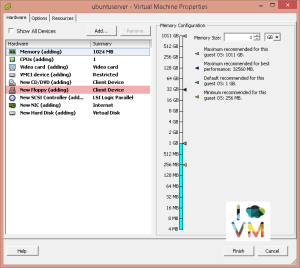 ubuntuserver - Virtual Machine Properties
Hardware Options Resources
Show All Devices Add... Remove
Hardware Summary
Memory (adding) 1024 MB
CPUs (adding) 1
Video card (adding) Video card
VMCI device (adding) Restricted
New CD/DVD (adding) Client Device
New Floppy (adding) Client Device
New SCSI Controller (add... LSI Logic Parallel
New NIC (adding) Internet
New Hard Disk (adding) Virtual Disk
Memory Configuration
Memory Size: 1 GB
1011 GB
512 GB
256 GB
128 GB
64 GB
32 GB
16 GB
8 GB
4 GB
2 GB
1 GB
512 MB
256 MB
128 MB
64 MB
32 MB
16 MB
8 MB
4 MB
Maximum recommended for this
guest OS: 1011 GB.
Maximum recommended for best
performance: 32560 MB.
Default recommended for this
guest OS: 1 GB.
Minimum recommended for this
guest OS: 256 MB.
I
VM
Help Finish Cancel